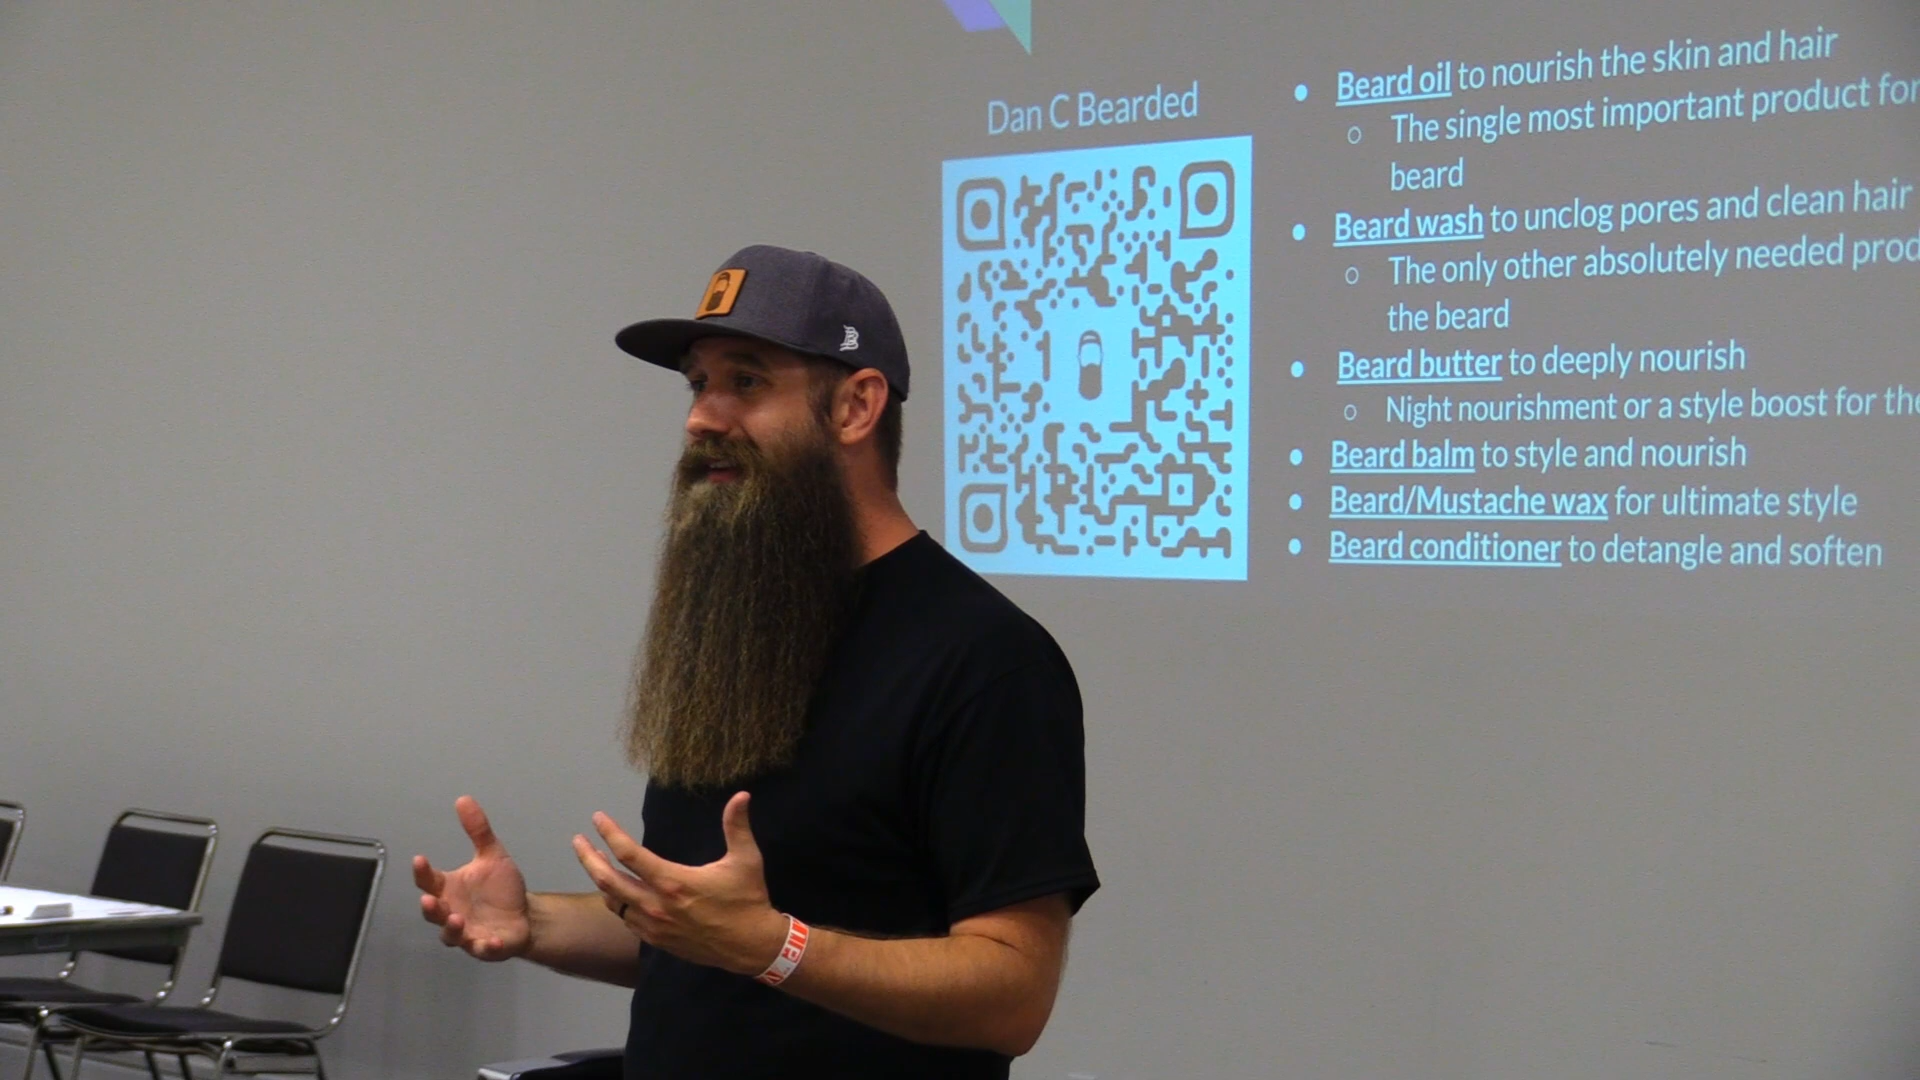 Dan C Bearded
Beard oil to nourish the skin and hair
The single most important product for
beard
Beard wash to unclog pores and clean hair
The only other absolutely needed prod
the beard
Beard butter to deeply nourish
Night nourishment or a style boost for the
Beard balm to style and nourish
Beard/Mustache wax for ultimate style
Beard conditioner to detangle and soften